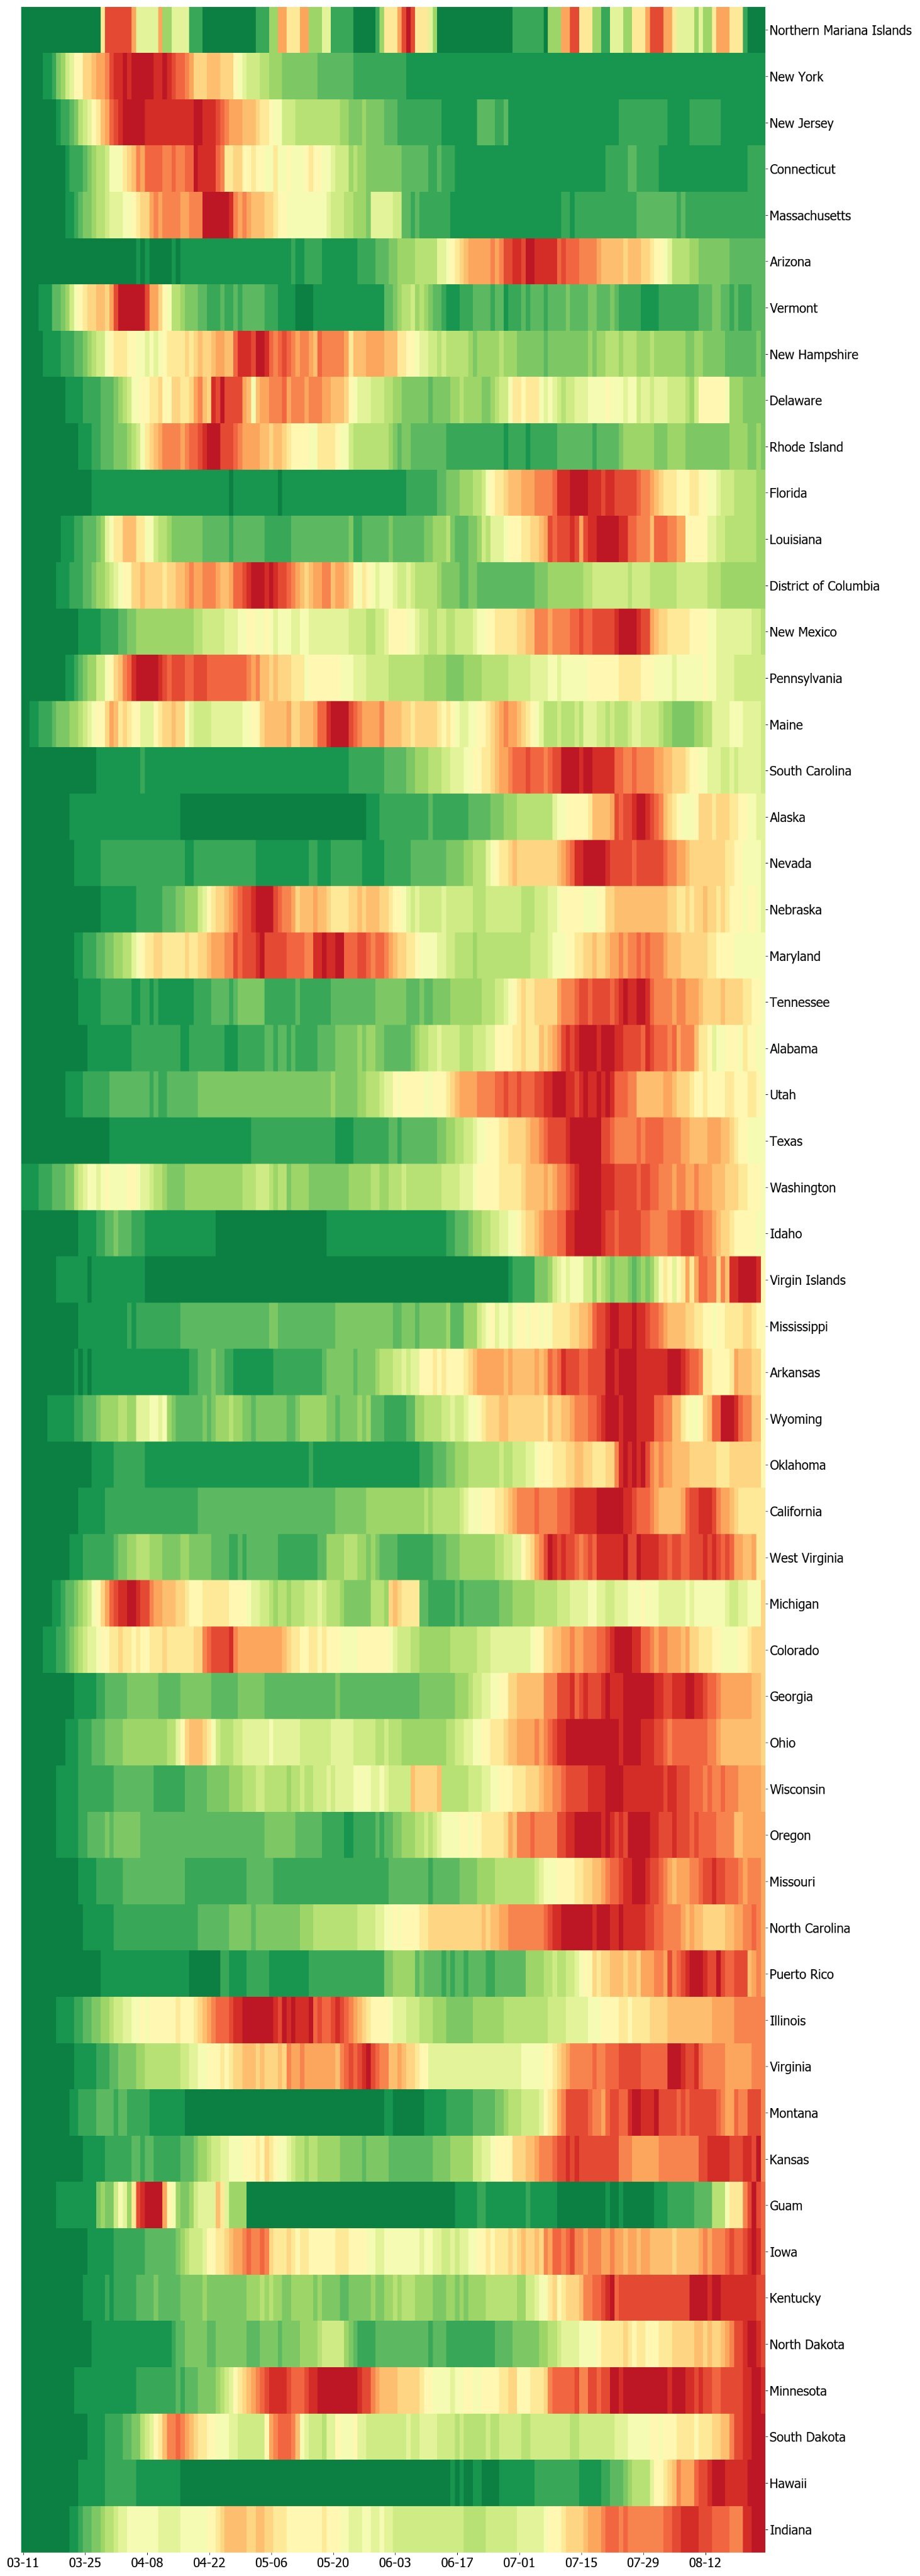 Northern Mariana Islands
New York
New Jersey
Connecticut
Massachusetts
Arizona
Vermont
New Hampshire
Delaware
Rhode Island
Florida
Louisiana
District of Columbia
New Mexico
Pennsylvania
Maine
South Carolina
Alaska
Nevada
Nebraska
Maryland
Tennessee
Alabama
Utah
Texas
Washington
Idaho
Virgin Islands
Mississippi
Arkansas
Wyoming
Oklahoma
California
West Virginia
Michigan
Colorado
Georgia
Ohio
Wisconsin
Oregon
Missouri
North Carolina
Puerto Rico
Illinois
Virginia
Montana
Kansas
Guam
Iowa
Kentucky
North Dakota
Minnesota
South Dakota
Hawaii
Indiana
03-11 03-25 04-08 04-22 05-06 05-20 06-03 06-17 07-01 07-15 07-29 08-12